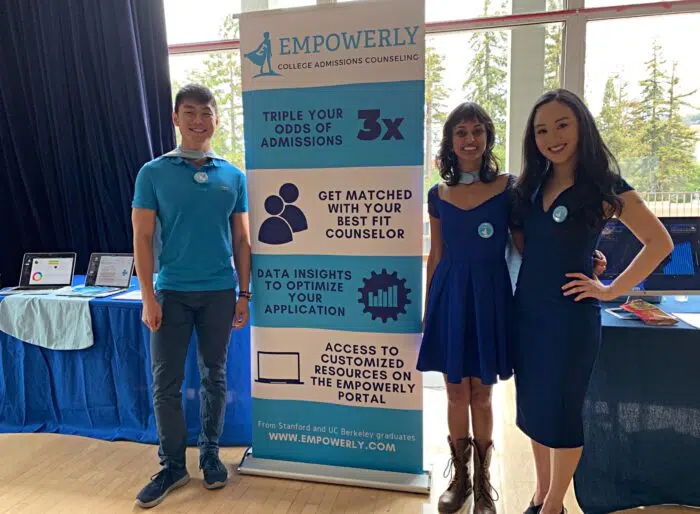 EMPOWERLY
COLLEGE ADMISSIONS COUNSELING
TRIPLE YOUR
ODDS OF
ADMISSIONS
3x
GET MATCHED
WITH YOUR
BEST FIT
COUNSELOR
DATA INSIGHTS
TO OPTIMIZE
YOUR
APPLICATION
ACCESS TO
CUSTOMIZED
RESOURCES ON
THE EMPOWERLY
PORTAL
From Stanford and UC Berkeley graduates
WWW.EMPOWERLY.COM